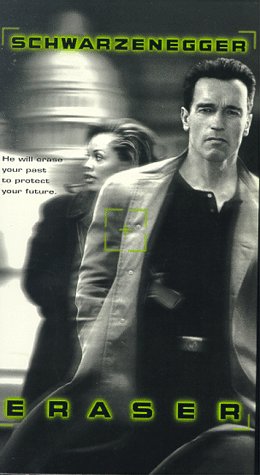 SCHWARZENEGGER
He will erase
your past
to protect
your future.
ERASER